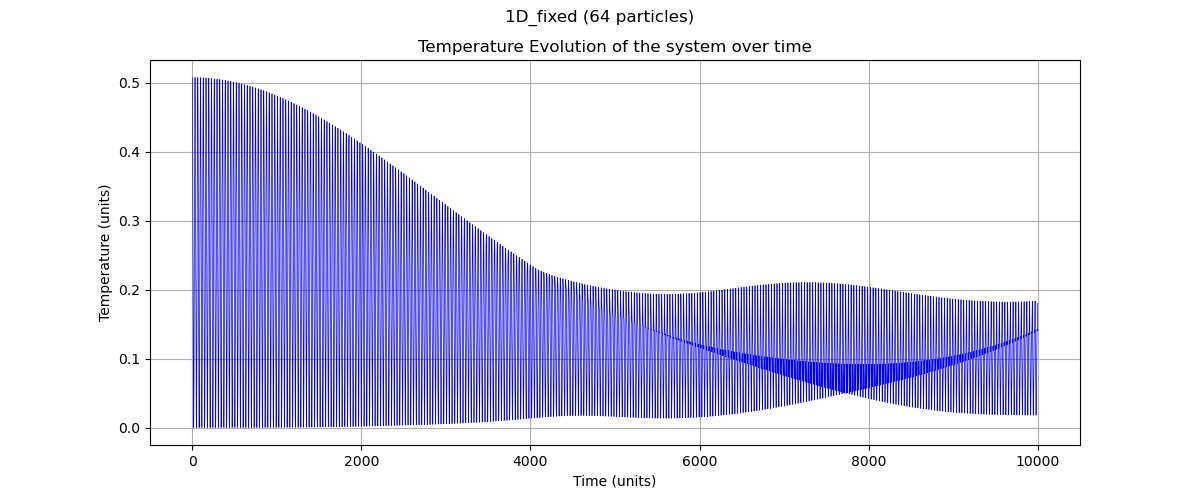 1D_fixed (64 particles)
Temperature Evolution of the system over time
Temperature (units)
0.5
0.4
0.3
0.2
0.1
0.0
0 2000 4000 6000 8000 10000
Time (units)